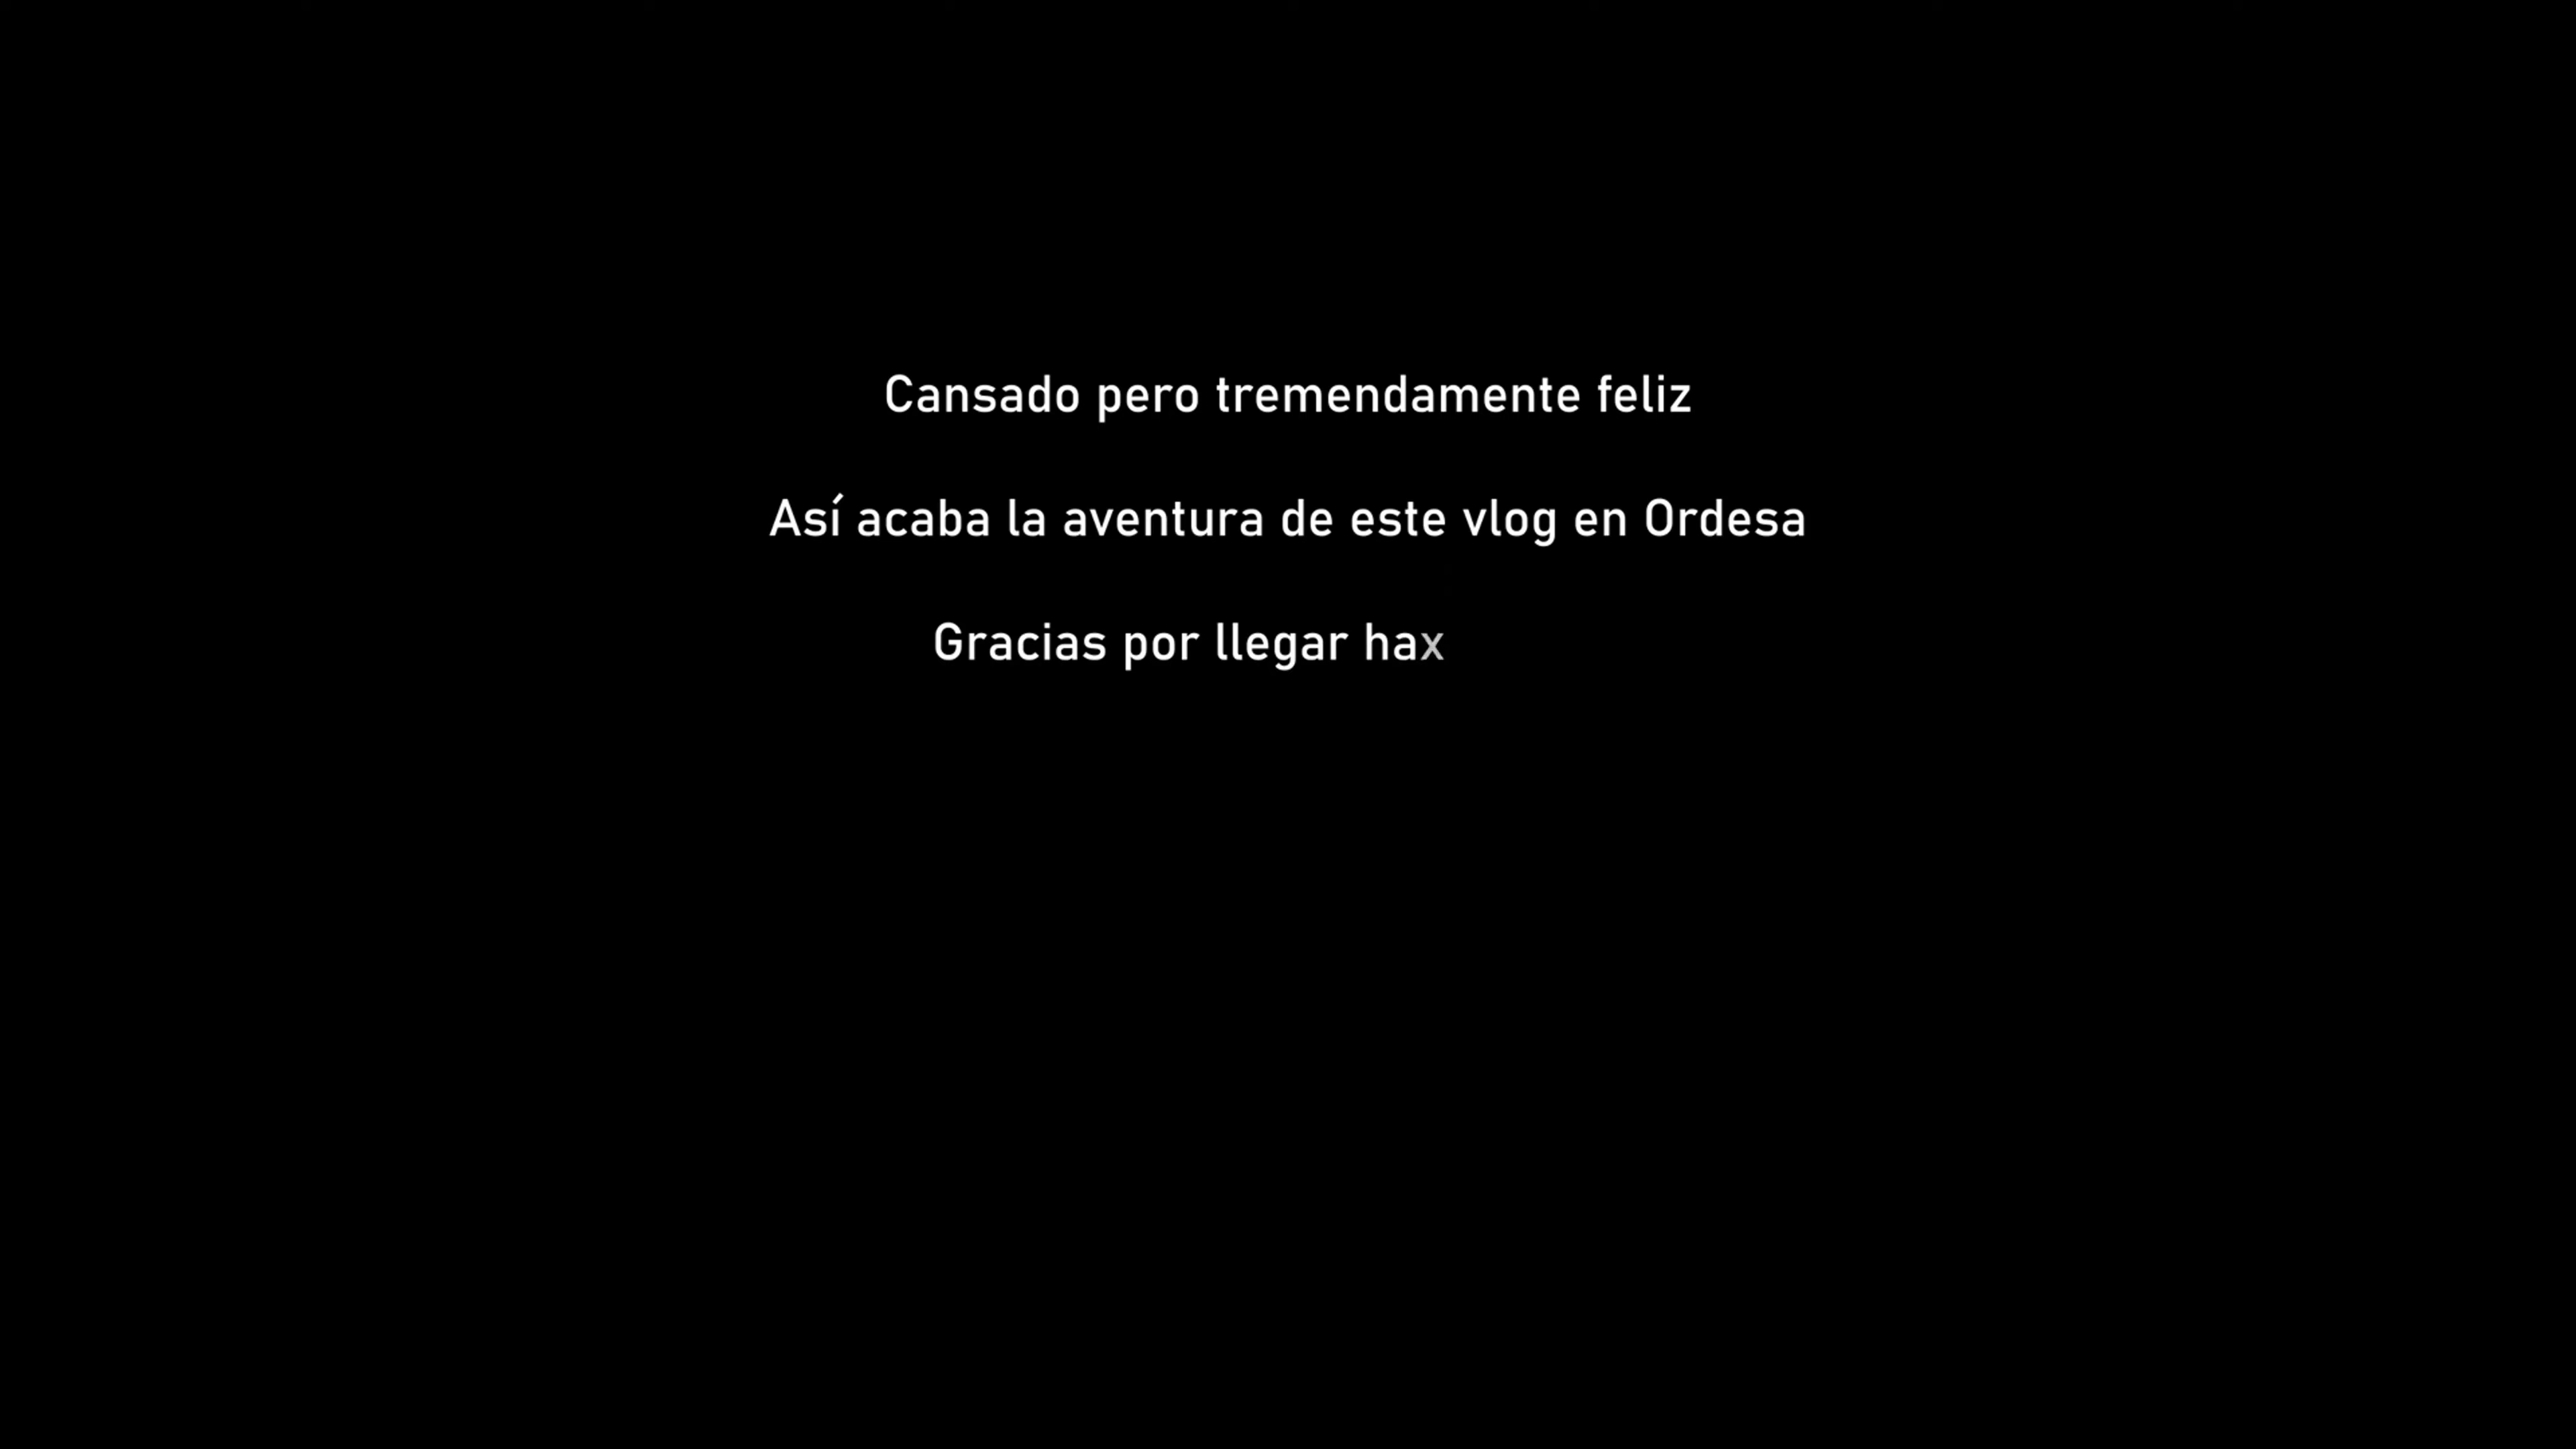 Cansado pero tremendamente feliz
Así acaba la aventura de este vlog en Ordesa
Gracias por llegar hax